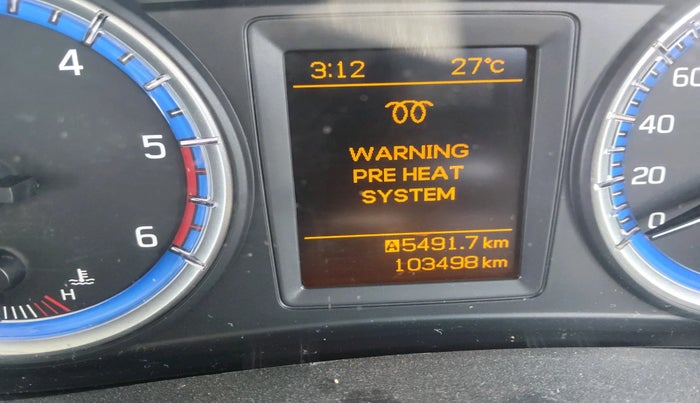 3:12 27°C
WARNING
PRE HEAT
SYSTEM
A 5491.7 km
103498 km
4
5
6
H
60
40
20
0